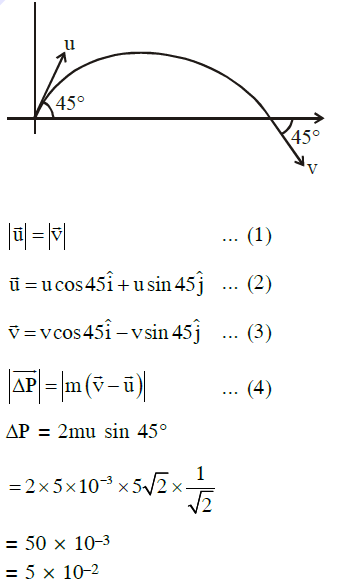 u
45°
45°
v
|u⃗| = |v⃗| ... (1)
u⃗ = u cos 45î + u sin 45ĵ ... (2)
v⃗ = v cos 45î − v sin 45ĵ ... (3)
|ΔP⃗| = |m(v⃗ − u⃗)| ... (4)
ΔP = 2mu sin 45°
= 2 × 5 × 10⁻³ × 5√2 × 1/√2
= 50 × 10⁻³
= 5 × 10⁻²